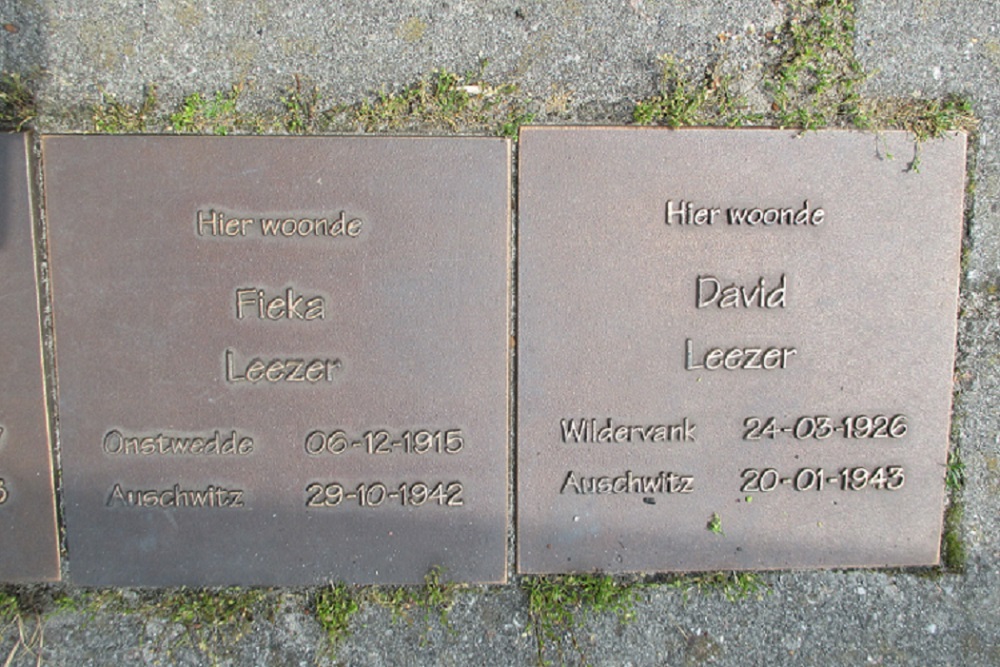 Hier woonde
Fieka
Leezer
Onstwedde 06-12-1915
Auschwitz 29-10-1942
Hier woonde
David
Leezer
Wildervank 24-03-1926
Auschwitz 20-01-1943